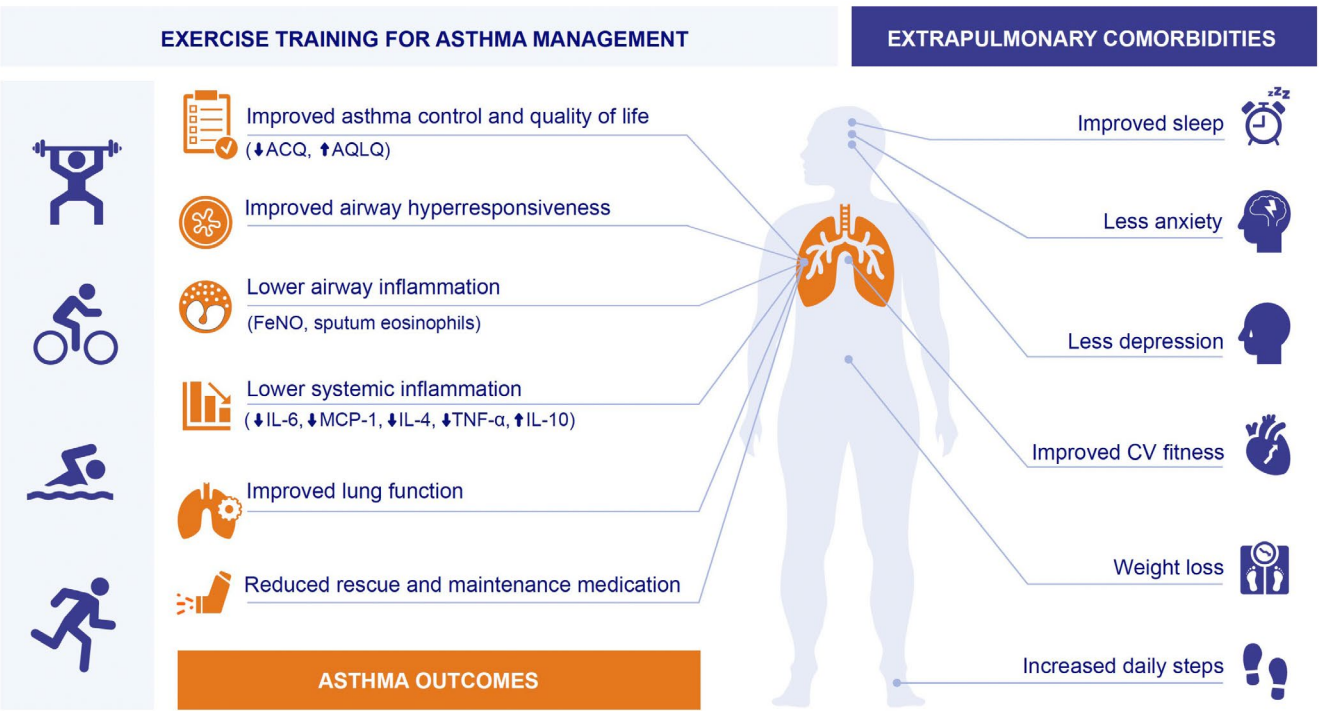 EXERCISE TRAINING FOR ASTHMA MANAGEMENT
EXTRAPULMONARY COMORBIDITIES
Improved asthma control and quality of life
(⬇ACQ, ⬆AQLQ)
Improved airway hyperresponsiveness
Lower airway inflammation
(FeNO, sputum eosinophils)
Lower systemic inflammation
(⬇IL-6, ⬇MCP-1, ⬇IL-4, ⬇TNF-α, ⬆IL-10)
Improved lung function
Reduced rescue and maintenance medication
ASTHMA OUTCOMES
zZZ
Improved sleep
Less anxiety
Less depression
Improved CV fitness
Weight loss
Increased daily steps